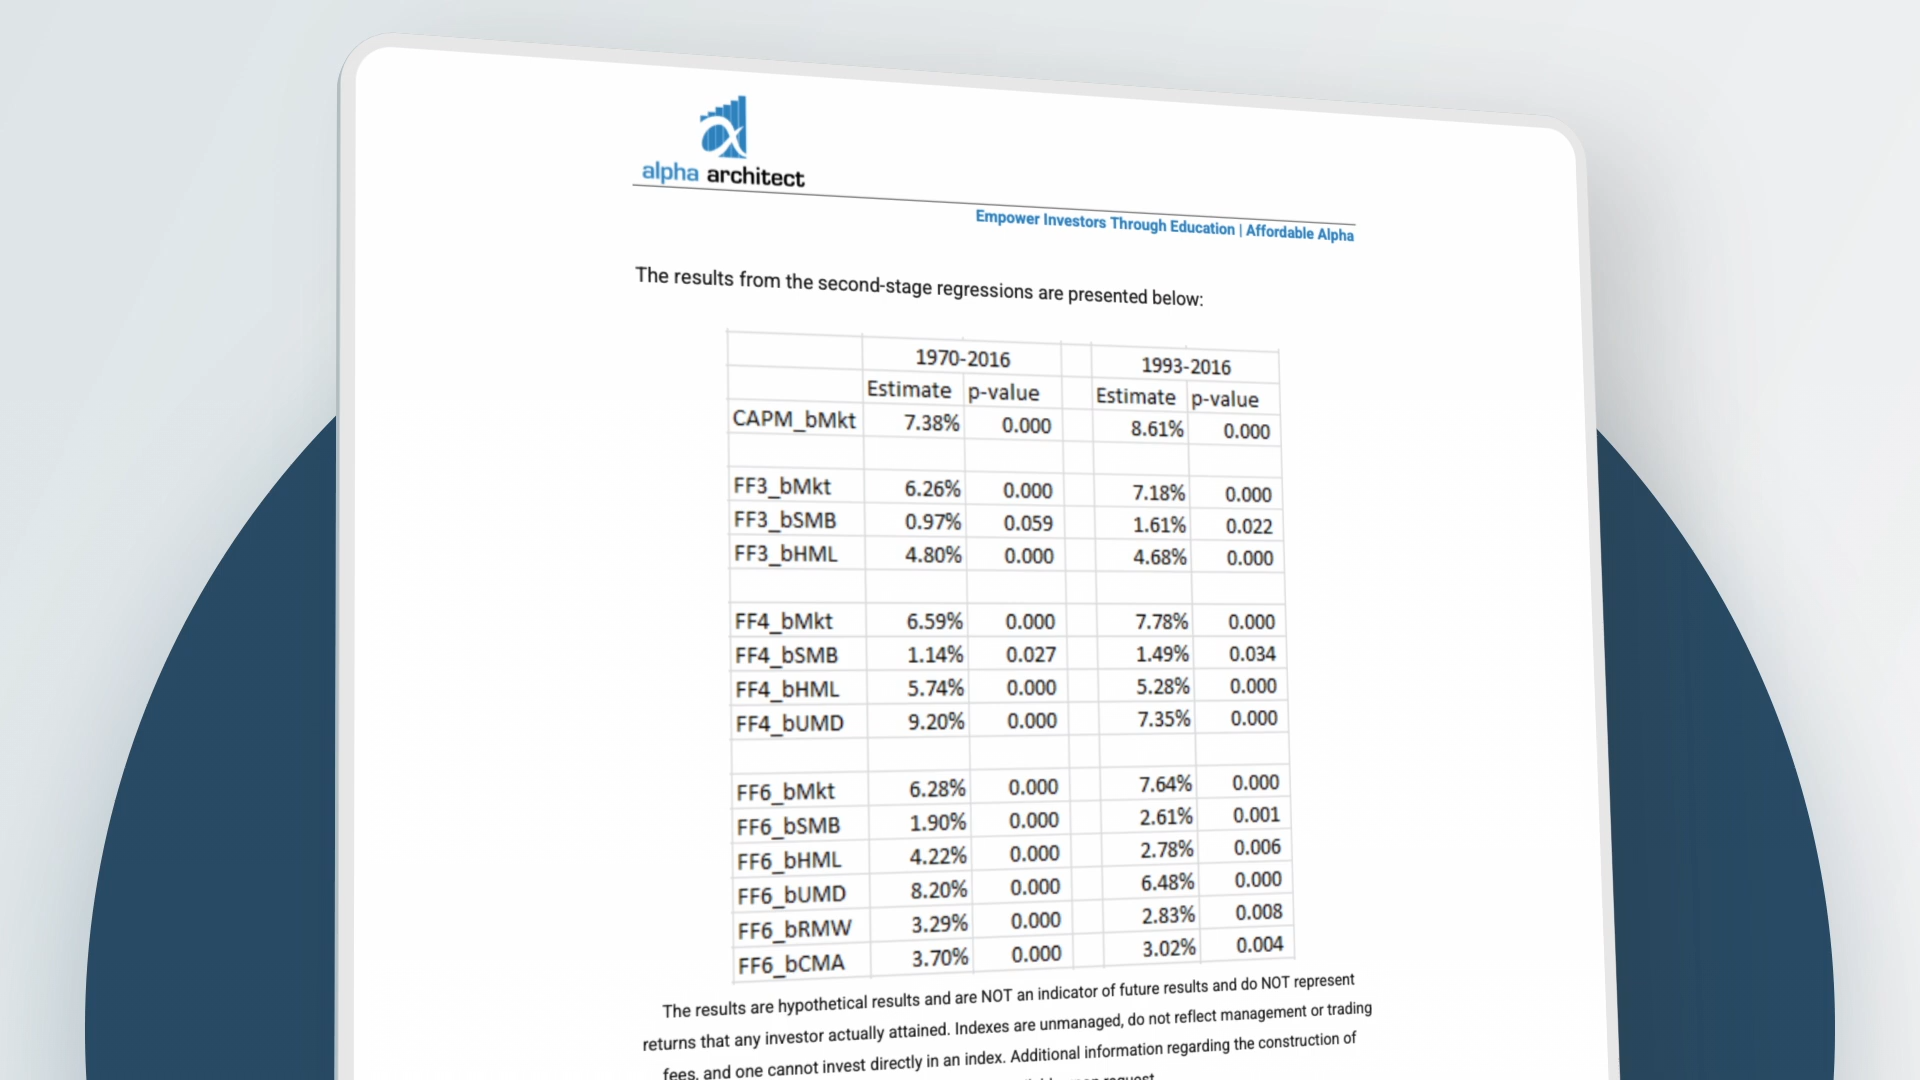 alpha architect
Empower Investors Through Education | Affordable Alpha
The results from the second-stage regressions are presented below:
1970-2016 1993-2016
Estimate p-value Estimate p-value
CAPM_bMkt 7.38% 0.000 8.61% 0.000
FF3_bMkt 6.26% 0.000 7.18% 0.000
FF3_bSMB 0.97% 0.059 1.61% 0.022
FF3_bHML 4.80% 0.000 4.68% 0.000
FF4_bMkt 6.59% 0.000 7.78% 0.000
FF4_bSMB 1.14% 0.027 1.49% 0.034
FF4_bHML 5.74% 0.000 5.28% 0.000
FF4_bUMD 9.20% 0.000 7.35% 0.000
FF6_bMkt 6.28% 0.000 7.64% 0.000
FF6_bSMB 1.90% 0.000 2.61% 0.001
FF6_bHML 4.22% 0.000 2.78% 0.006
FF6_bUMD 8.20% 0.000 6.48% 0.000
FF6_bRMW 3.29% 0.000 2.83% 0.008
FF6_bCMA 3.70% 0.000 3.02% 0.004
The results are hypothetical results and are NOT an indicator of future results and do NOT represent
returns that any investor actually attained. Indexes are unmanaged, do not reflect management or trading
fees, and one cannot invest directly in an index. Additional information regarding the construction of
request